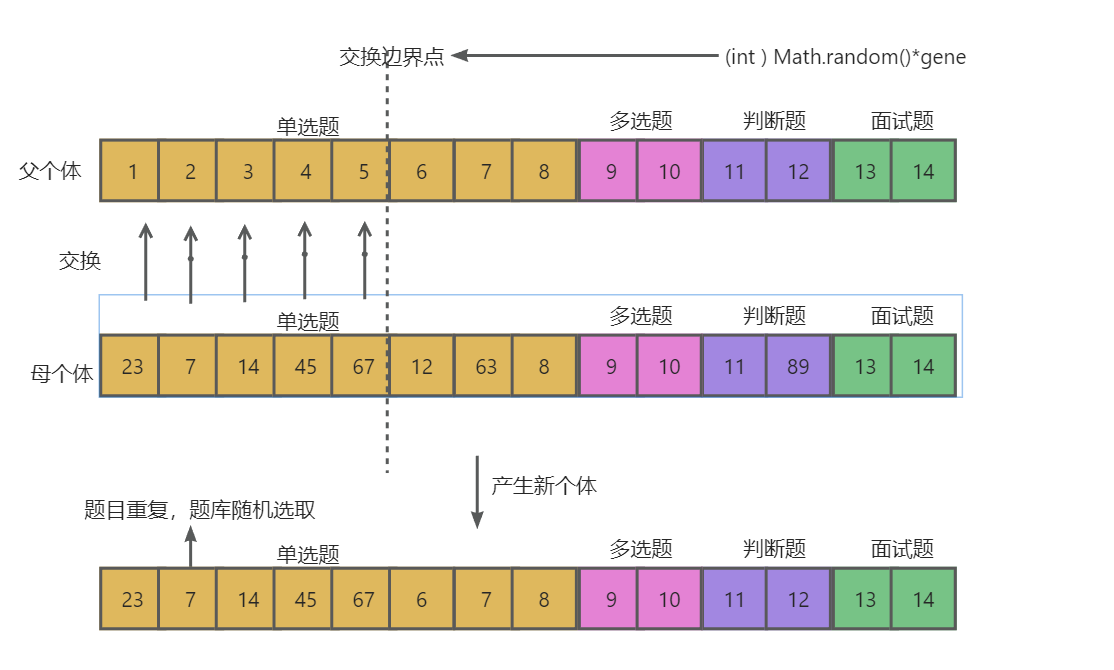 交换边界点 (int ) Math.random()*gene
单选题 多选题 判断题 面试题
父个体 1 2 3 4 5 6 7 8 9 10 11 12 13 14
交换
单选题 多选题 判断题 面试题
母个体 23 7 14 45 67 12 63 8 9 10 11 89 13 14
产生新个体
题目重复，题库随机选取
单选题 多选题 判断题 面试题
23 7 14 45 67 6 7 8 9 10 11 12 13 14